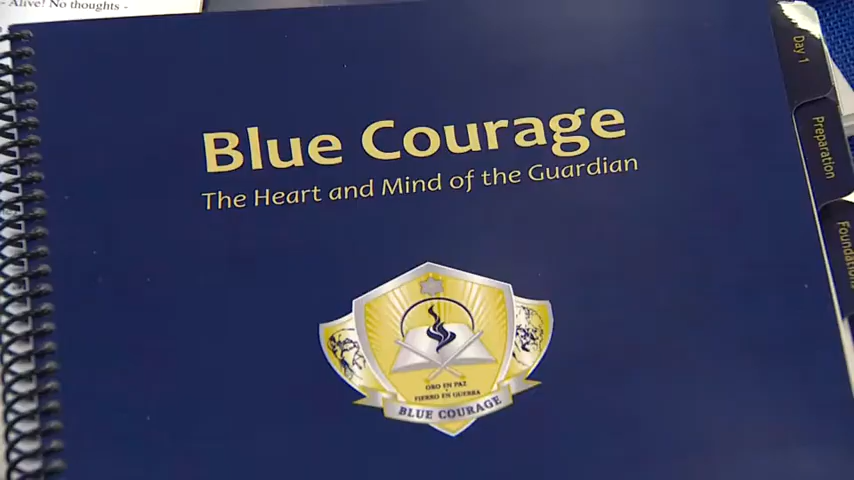 - Alive! No thoughts -
Blue Courage
The Heart and Mind of the Guardian
ORO EN PAZ
FIERRO EN GUERRA
BLUE COURAGE
Day 1
Preparation
Foundations